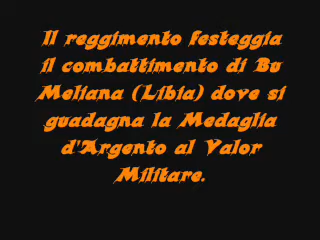 Il reggimento festeggia
il combattimento di Bu
Meliana (Libia) dove si
guadagna la Medaglia
d'Argento al Valor
Militare.